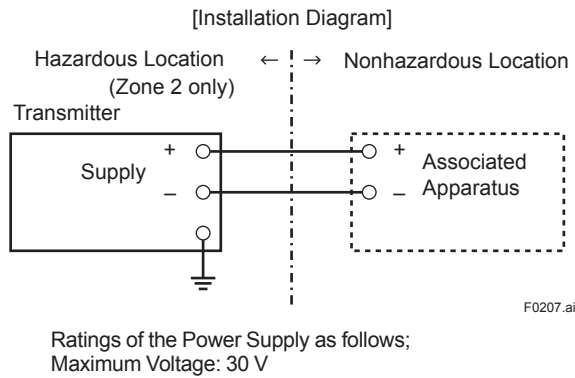 [Installation Diagram]
Hazardous Location ← → Nonhazardous Location
(Zone 2 only)
Transmitter
Supply + –
+ – Associated
Apparatus
F0207.ai
Ratings of the Power Supply as follows;
Maximum Voltage: 30 V